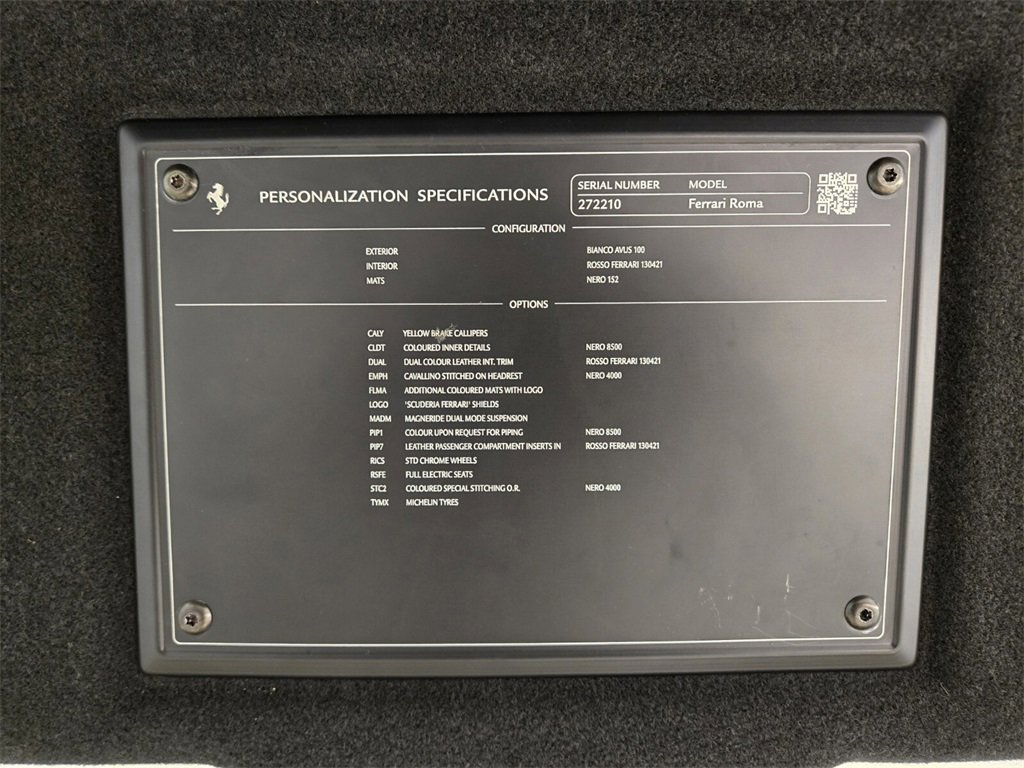 PERSONALIZATION SPECIFICATIONS
SERIAL NUMBER MODEL
272210 Ferrari Roma
CONFIGURATION
EXTERIOR BIANCO AVUS 100
INTERIOR ROSSO FERRARI 130421
MATS NERO 152
OPTIONS
CALY YELLOW BRAKE CALLIPERS
CLDT COLOURED INNER DETAILS NERO 8500
DUAL DUAL COLOUR LEATHER INT. TRIM ROSSO FERRARI 130421
EMPH CAVALLINO STITCHED ON HEADREST NERO 4000
FLMA ADDITIONAL COLOURED MATS WITH LOGO
LOGO 'SCUDERIA FERRARI' SHIELDS
MADM MAGNERIDE DUAL MODE SUSPENSION
PIP1 COLOUR UPON REQUEST FOR PIPING NERO 8500
PIP7 LEATHER PASSENGER COMPARTMENT INSERTS IN ROSSO FERRARI 130421
RICS STD CHROME WHEELS
RSFE FULL ELECTRIC SEATS
STC2 COLOURED SPECIAL STITCHING O.R. NERO 4000
TYMX MICHELIN TYRES